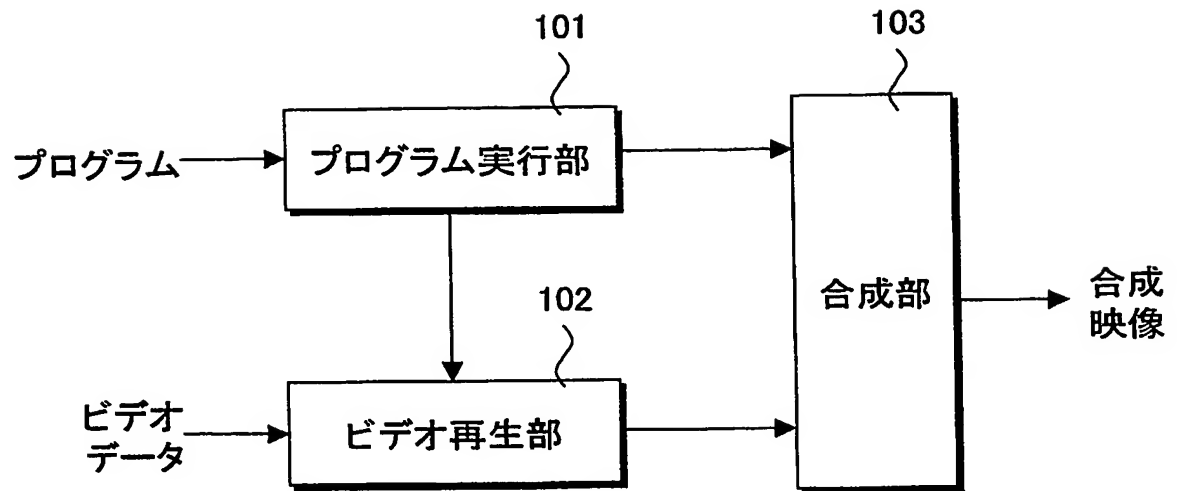 101
103
プログラム
プログラム実行部
102
合成部
合成
映像
ビデオ
データ
ビデオ再生部